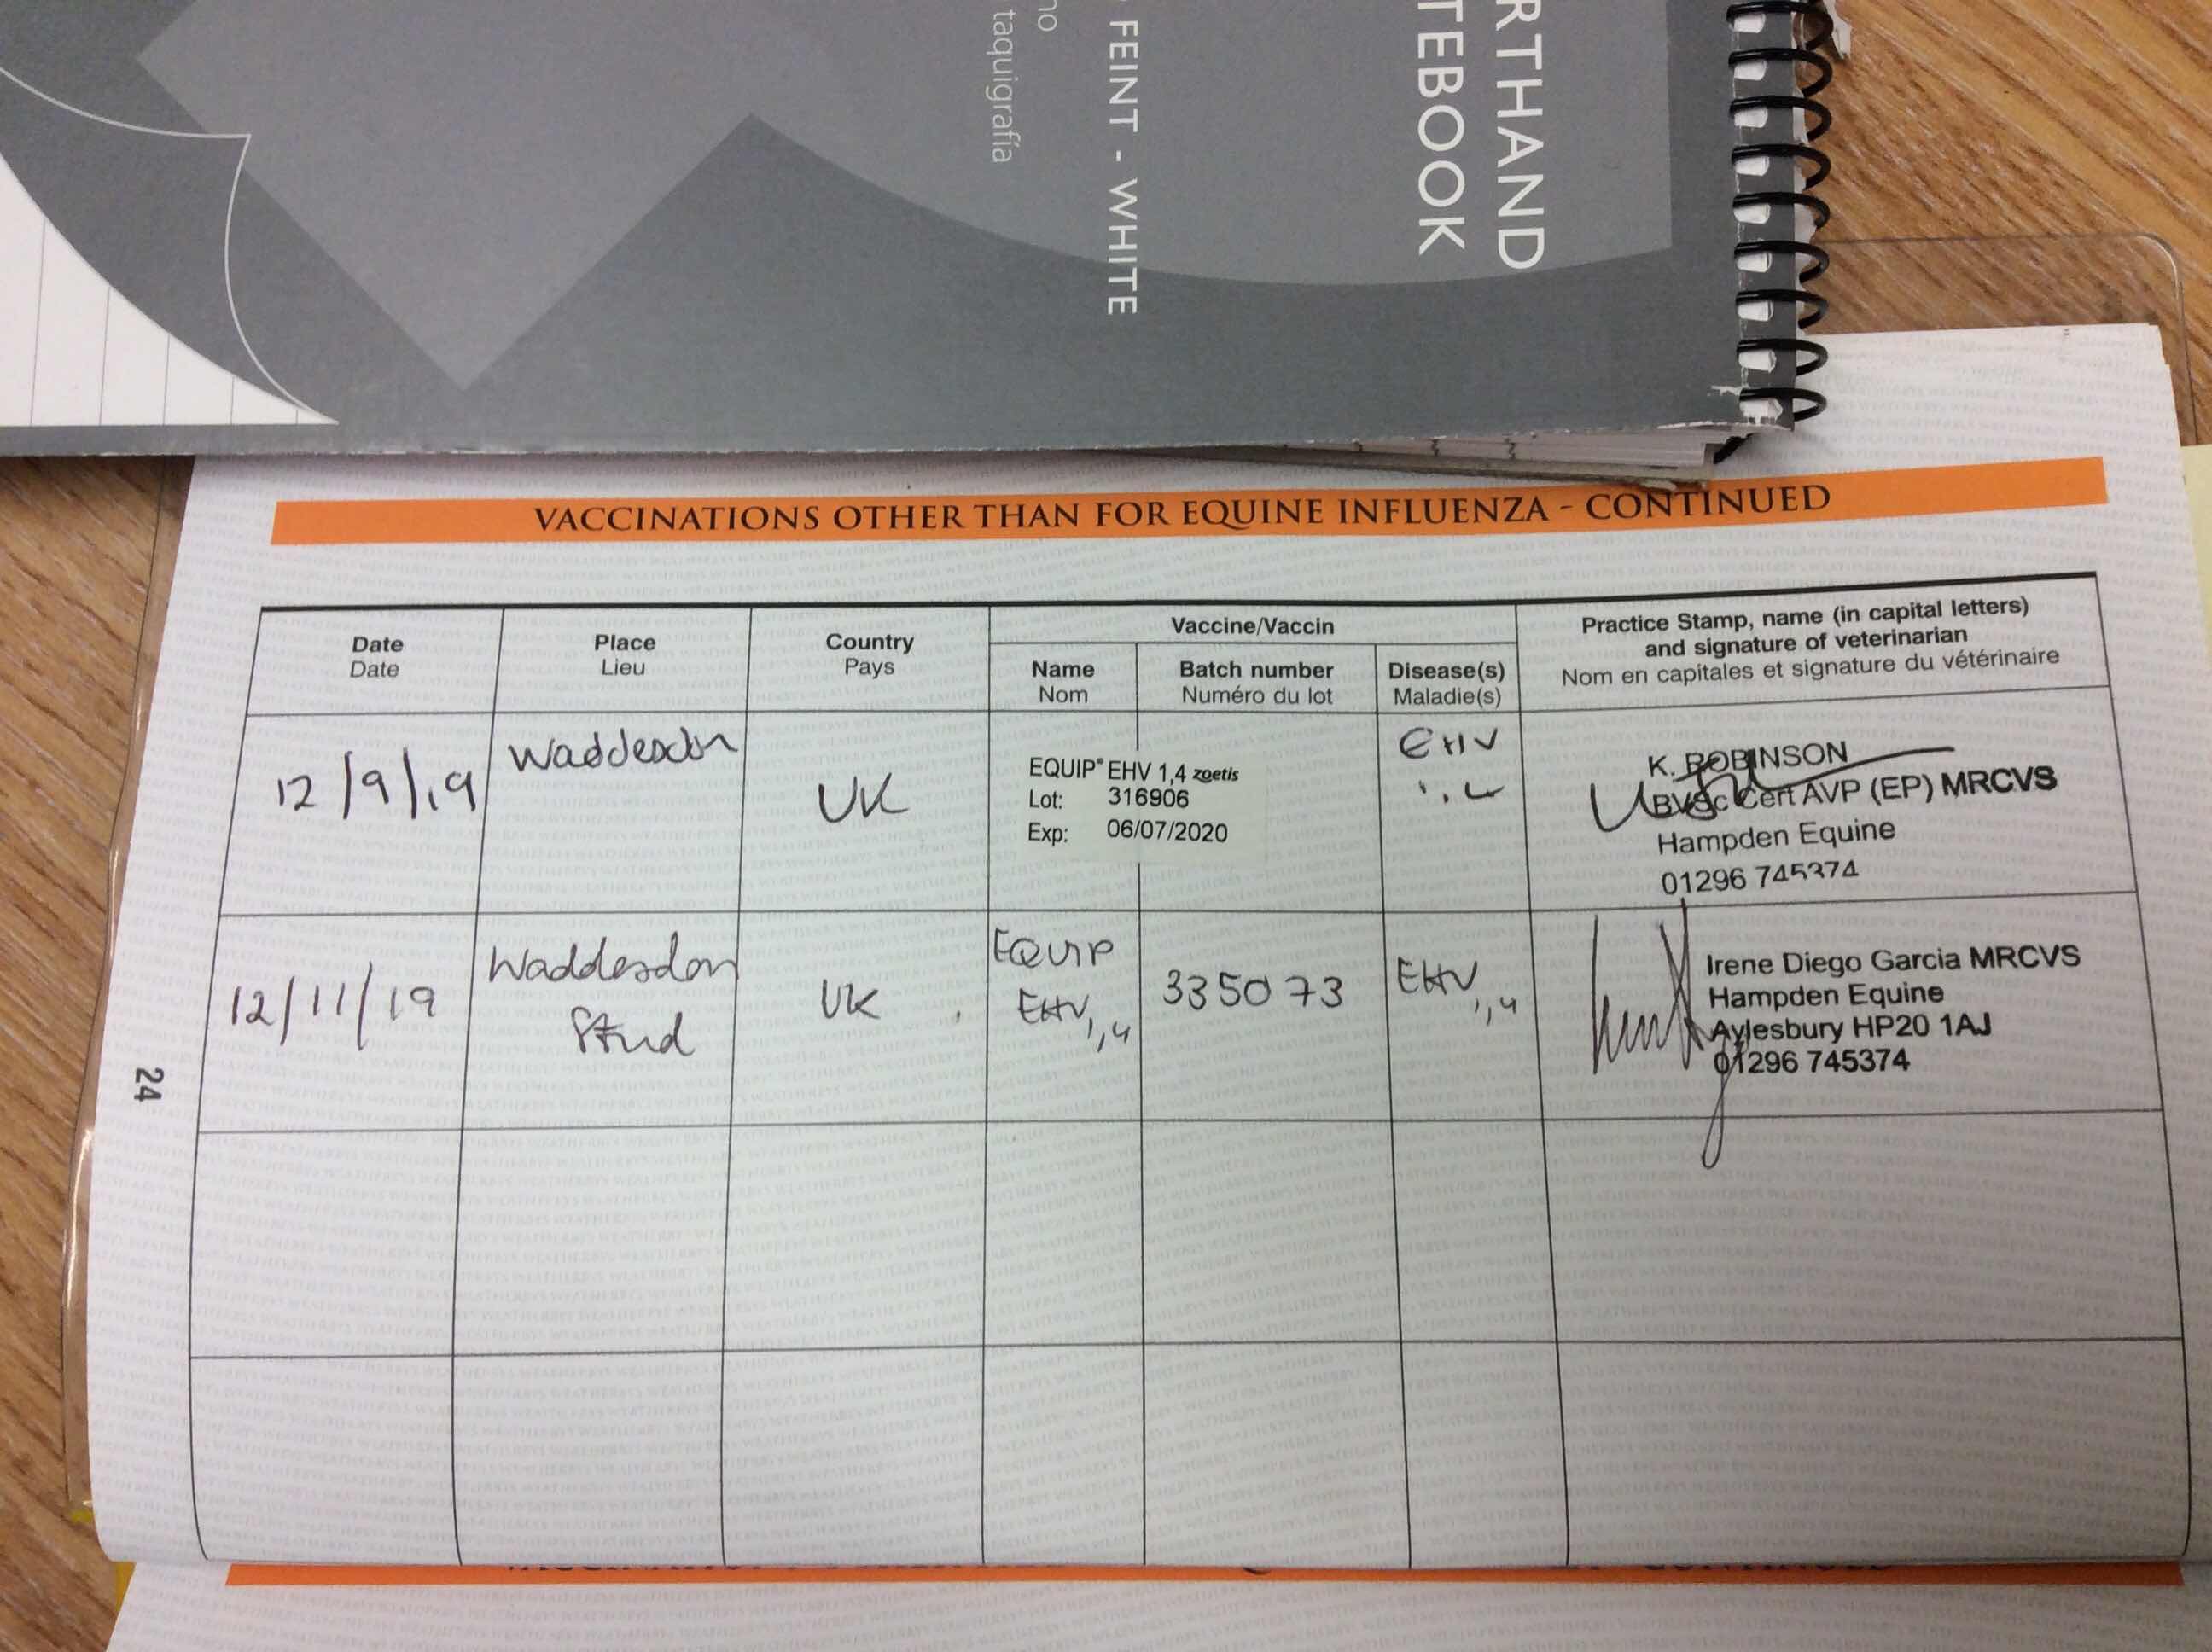 RTHAND
TEBOOK
FEINT - WHITE
no
taquigrafía
VACCINATIONS OTHER THAN FOR EQUINE INFLUENZA - CONTINUED
Date
Date
Place
Lieu
Country
Pays
Vaccine/Vaccin
Name
Nom
Batch number
Numéro du lot
Disease(s)
Maladie(s)
Practice Stamp, name (in capital letters)
and signature of veterinarian
Nom en capitales et signature du vétérinaire
12/9/19
Waddesdon
UK
EQUIP® EHV 1,4 zoetis
Lot: 316906
Exp: 06/07/2020
EHV
1,4
K. ROBINSON
BVSc Cert AVP (EP) MRCVS
Hampden Equine
01296 745374
12/11/19
Waddesdon
Stud
UK
EQUIP
EHV
1,4
335073
EHV
1,4
Irene Diego Garcia MRCVS
Hampden Equine
Aylesbury HP20 1AJ
01296 745374
24